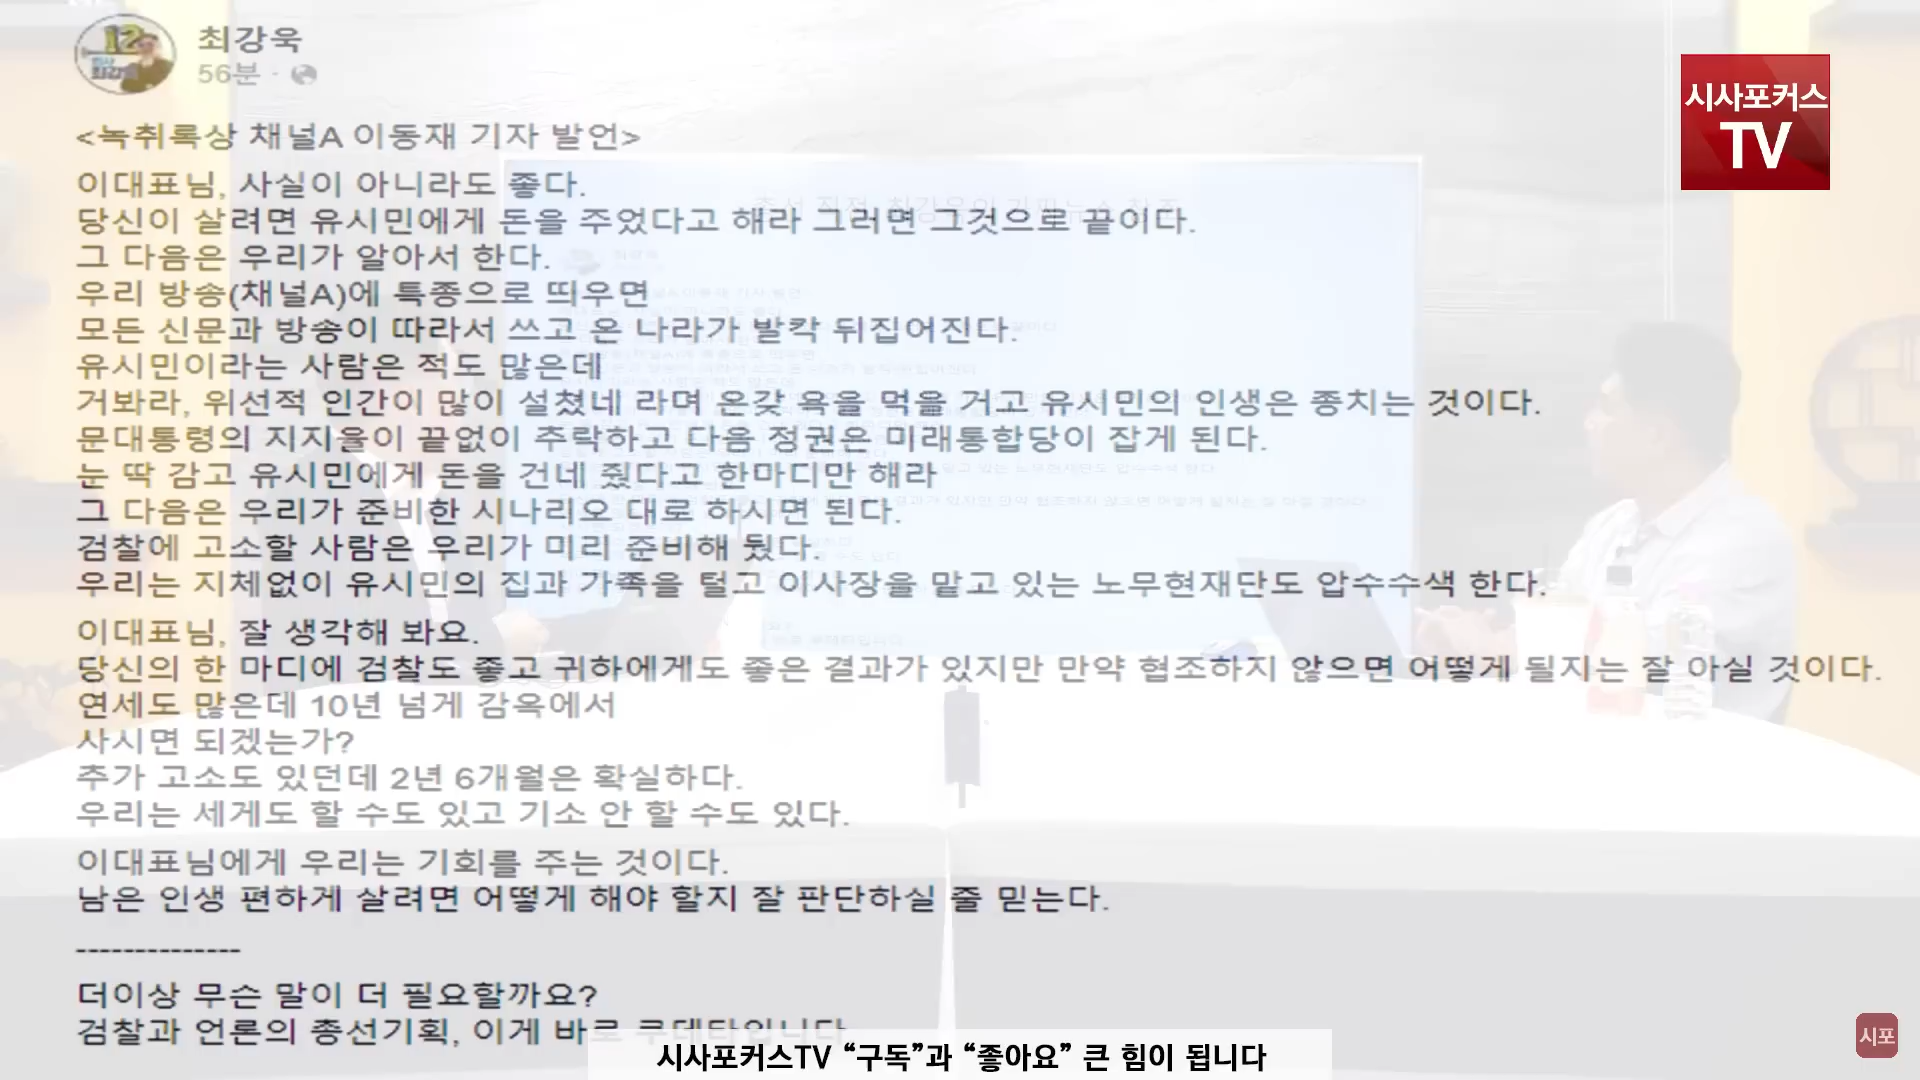 최강욱
56분
시사포커스
TV
<녹취록상 채널A 이동재 기자 발언>
이대표님, 사실이 아니라도 좋다.
당신이 살려면 유시민에게 돈을 주었다고 해라 그러면 그것으로 끝이다.
그 다음은 우리가 알아서 한다.
우리 방송(채널A)에 특종으로 띄우면
모든 신문과 방송이 따라서 쓰고 온 나라가 발칵 뒤집어진다.
유시민이라는 사람은 적도 많은데
거봐라, 위선적 인간이 많이 설쳤네 라며 온갖 욕을 먹을 거고 유시민의 인생은 종치는 것이다.
문대통령의 지지율이 끝없이 추락하고 다음 정권은 미래통합당이 잡게 된다.
눈 딱 감고 유시민에게 돈을 건네 줬다고 한마디만 해라
그 다음은 우리가 준비한 시나리오 대로 하시면 된다.
검찰에 고소할 사람은 우리가 미리 준비해 뒀다.
우리는 지체없이 유시민의 집과 가족을 털고 이사장을 맡고 있는 노무현재단도 압수수색 한다.
이대표님, 잘 생각해 봐요.
당신의 한 마디에 검찰도 좋고 귀하에게도 좋은 결과가 있지만 만약 협조하지 않으면 어떻게 될지는 잘 아실 것이다.
연세도 많은데 10년 넘게 감옥에서
사시면 되겠는가?
추가 고소도 있던데 2년 6개월은 확실하다.
우리는 세게도 할 수도 있고 기소 안 할 수도 있다.
이대표님에게 우리는 기회를 주는 것이다.
남은 인생 편하게 살려면 어떻게 해야 할지 잘 판단하실 줄 믿는다.
--------------
더이상 무슨 말이 더 필요할까요?
검찰과 언론의 총선기획, 이게 바로 쿠데타입니다
시포
시사포커스TV “구독”과 “좋아요” 큰 힘이 됩니다